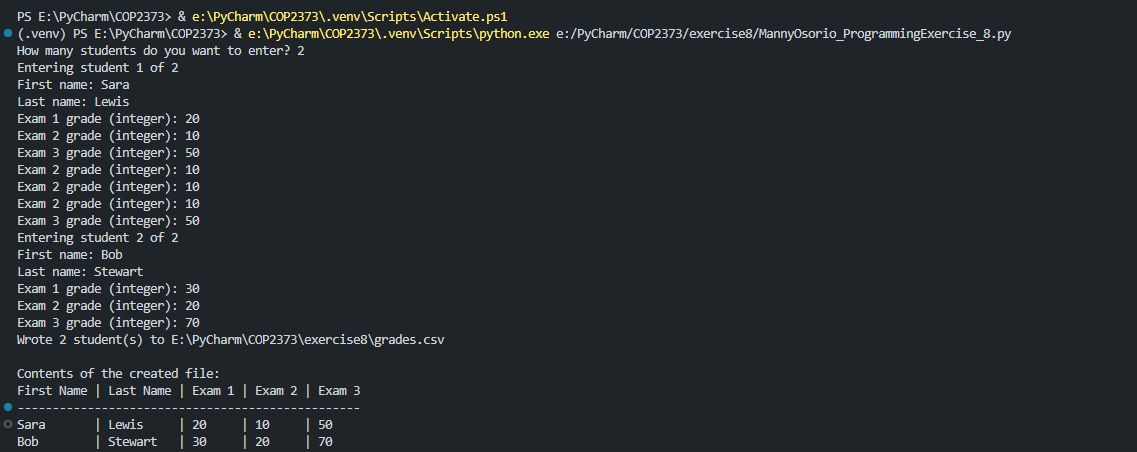 PS E:\PyCharm\COP2373> & e:\PyCharm\COP2373\.venv\Scripts\Activate.ps1
(.venv) PS E:\PyCharm\COP2373> & e:\PyCharm\COP2373\.venv\Scripts\python.exe e:/PyCharm/COP2373/exercise8/MannyOsorio_ProgrammingExercise_8.py
How many students do you want to enter? 2
Entering student 1 of 2
First name: Sara
Last name: Lewis
Exam 1 grade (integer): 20
Exam 2 grade (integer): 10
Exam 3 grade (integer): 50
Exam 2 grade (integer): 10
Exam 2 grade (integer): 10
Exam 2 grade (integer): 10
Exam 3 grade (integer): 50
Entering student 2 of 2
First name: Bob
Last name: Stewart
Exam 1 grade (integer): 30
Exam 2 grade (integer): 20
Exam 3 grade (integer): 70
Wrote 2 student(s) to E:\PyCharm\COP2373\exercise8\grades.csv

Contents of the created file:
First Name | Last Name | Exam 1 | Exam 2 | Exam 3
-------------------------------------------------
Sara       | Lewis     | 20     | 10     | 50
Bob        | Stewart   | 30     | 20     | 70